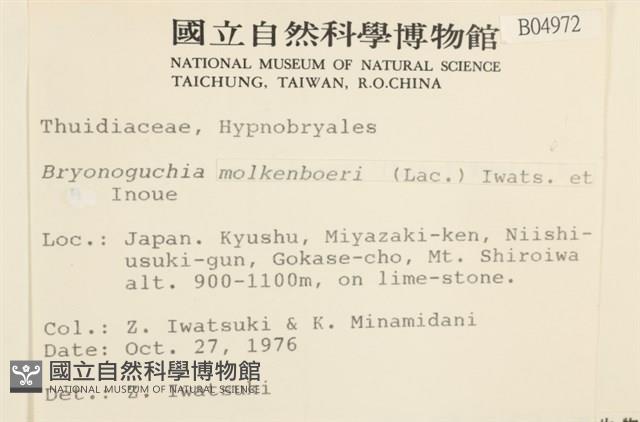 國立自然科學博物館
B04972
NATIONAL MUSEUM OF NATURAL SCIENCE
TAICHUNG, TAIWAN, R.O.CHINA
Thuidiaceae, Hypnobryales
Bryonoguchia molkenboeri (Lac.) Iwats. et
Inoue
Loc.: Japan. Kyushu, Miyazaki-ken, Niishi-
usuki-gun, Gokase-cho, Mt. Shiroiwa
alt. 900-1100m, on lime-stone.
Col.: Z. Iwatsuki & K. Minamidani
Date: Oct. 27, 1976
國立自然科學博物館
NATIONAL MUSEUM OF NATURAL SCIENCE
Det.: Z. Iwatsuki